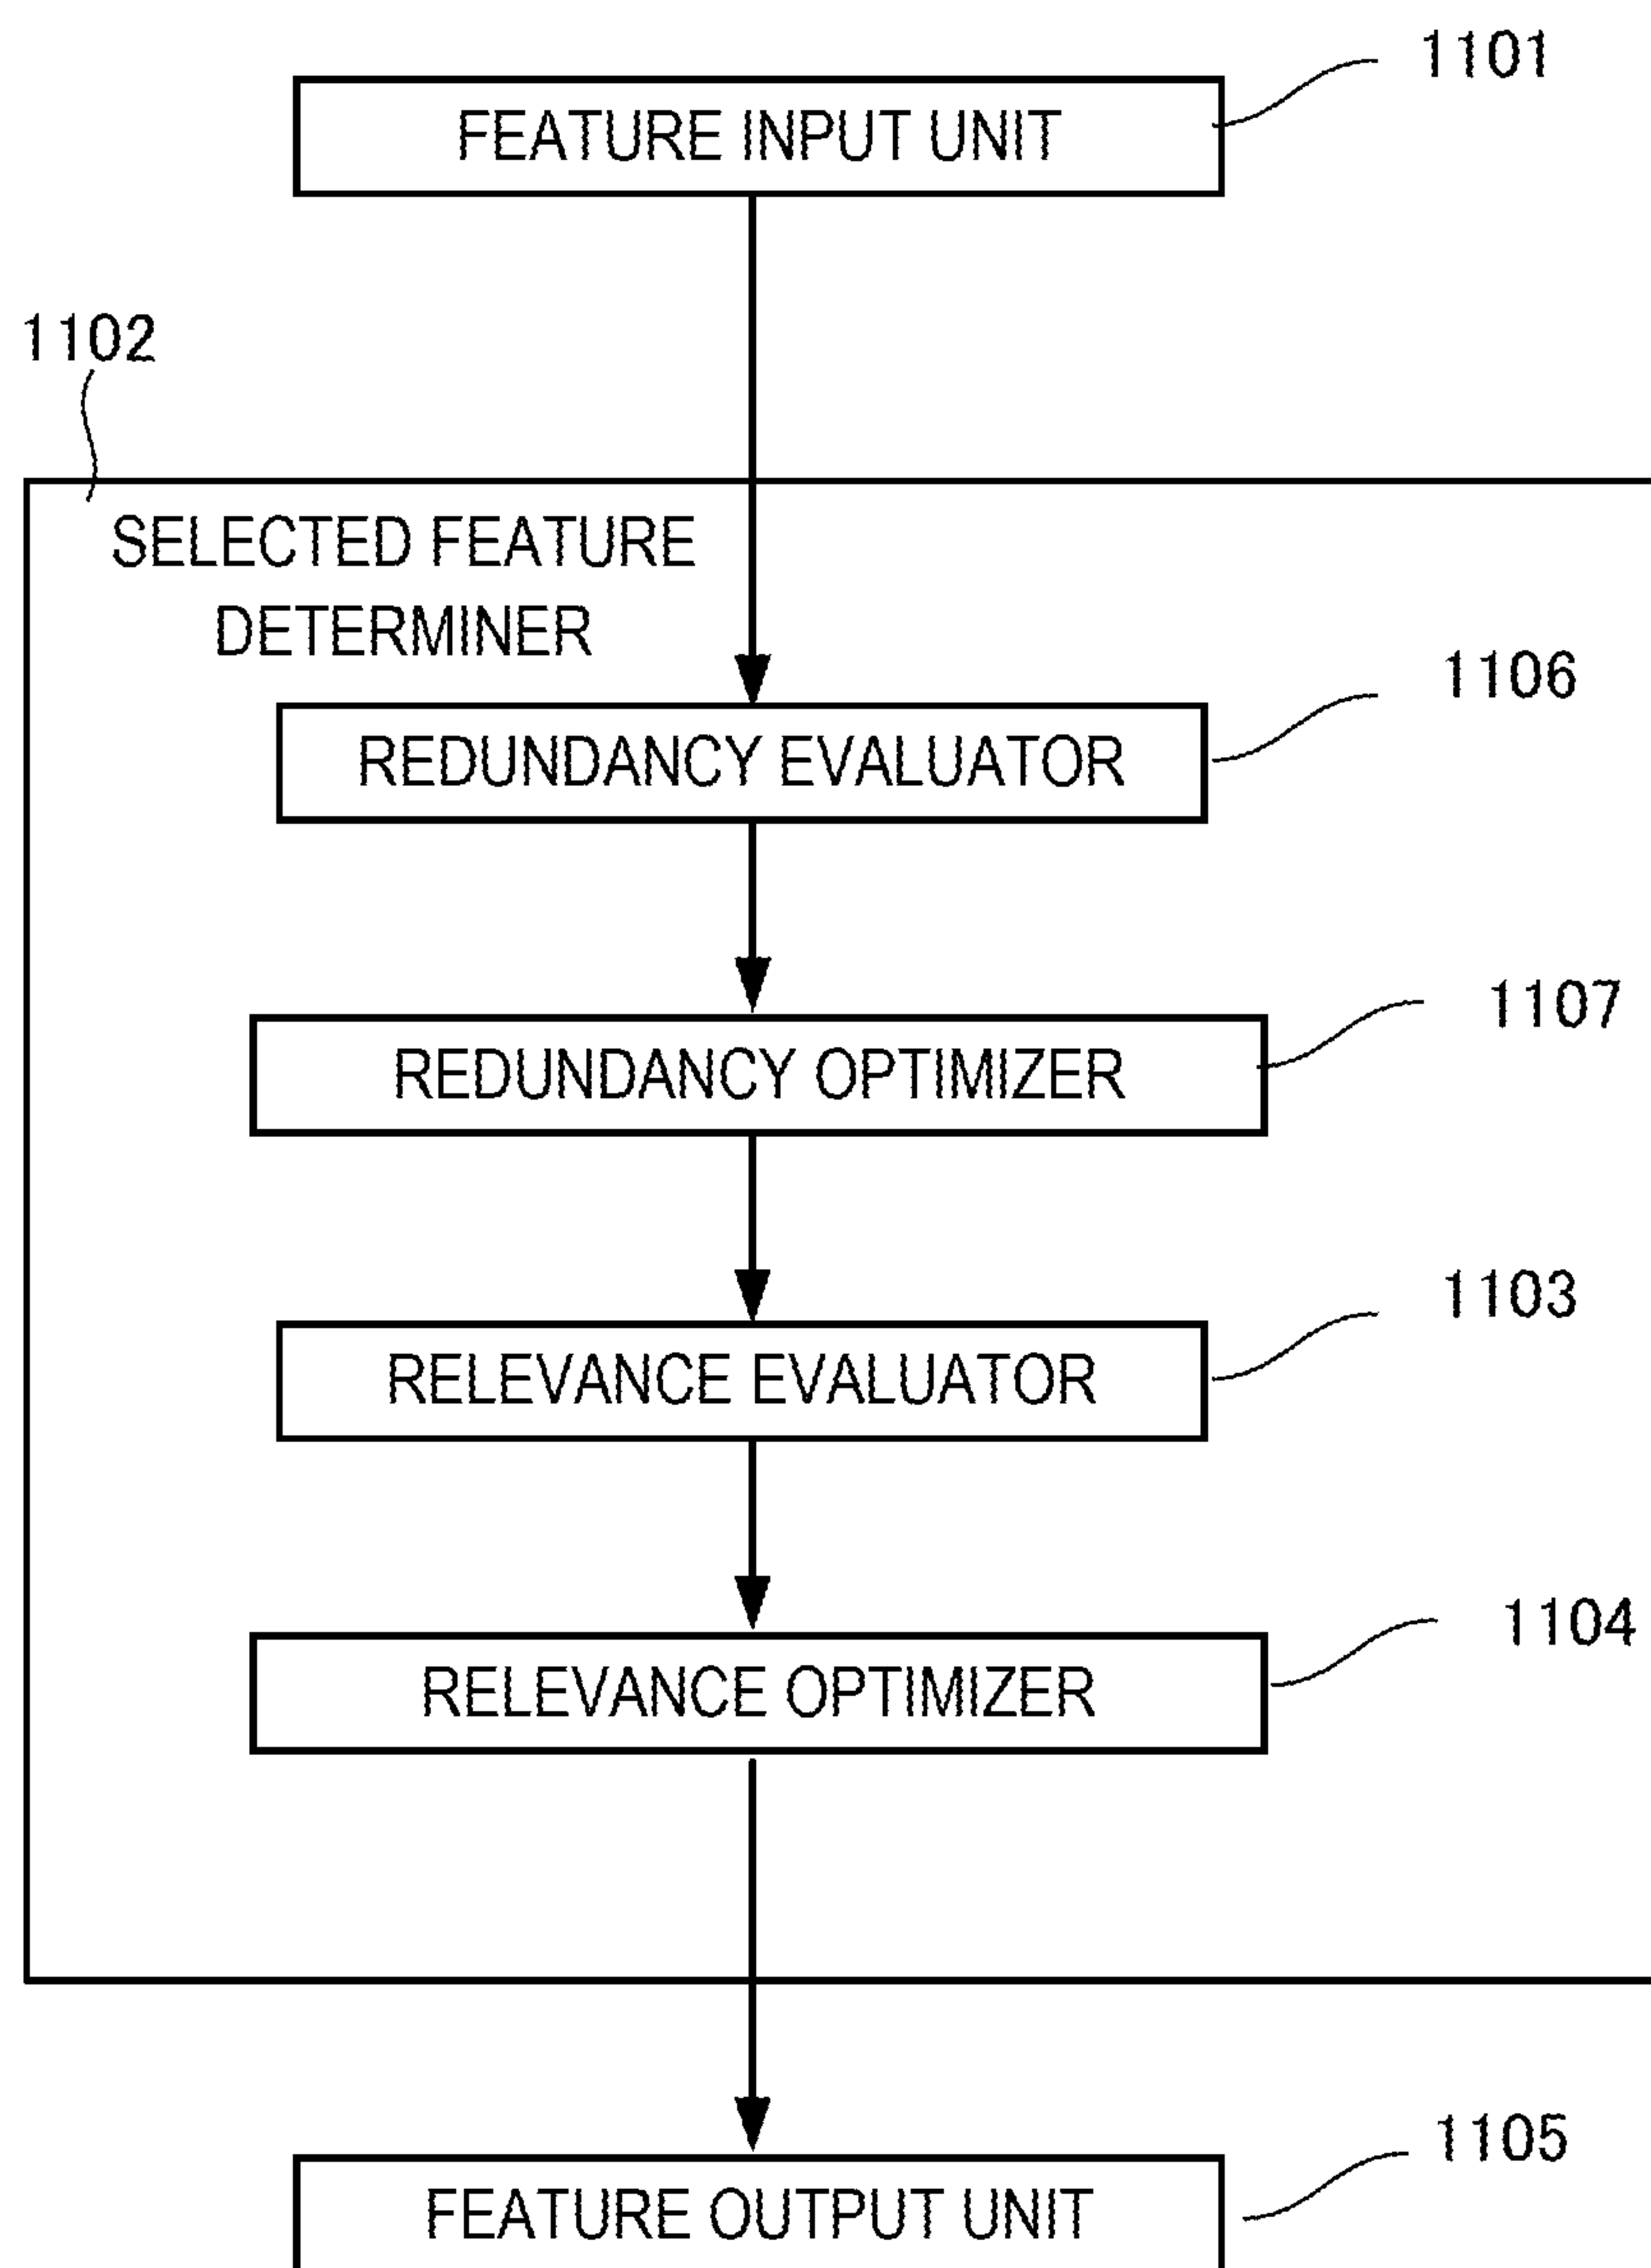 1101
FEATURE INPUT UNIT
1102
SELECTED FEATURE
DETERMINER
1106
REDUNDANCY EVALUATOR
1107
REDUNDANCY OPTIMIZER
1103
RELEVANCE EVALUATOR
1104
RELEVANCE OPTIMIZER
1105
FEATURE OUTPUT UNIT